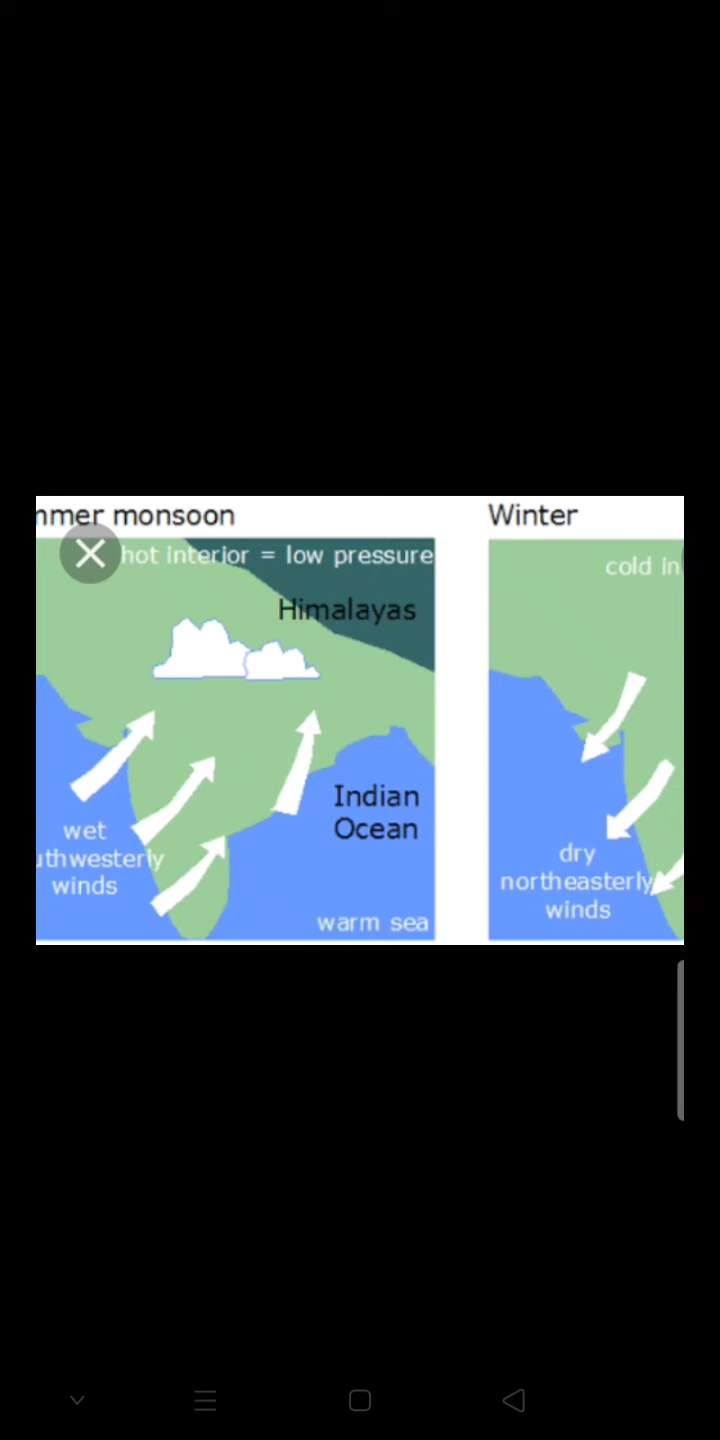 mmer monsoon
hot interior = low pressure
Himalayas
Indian
Ocean
wet
uthwesterly
winds
warm sea
Winter
cold in
dry
northeasterly
winds